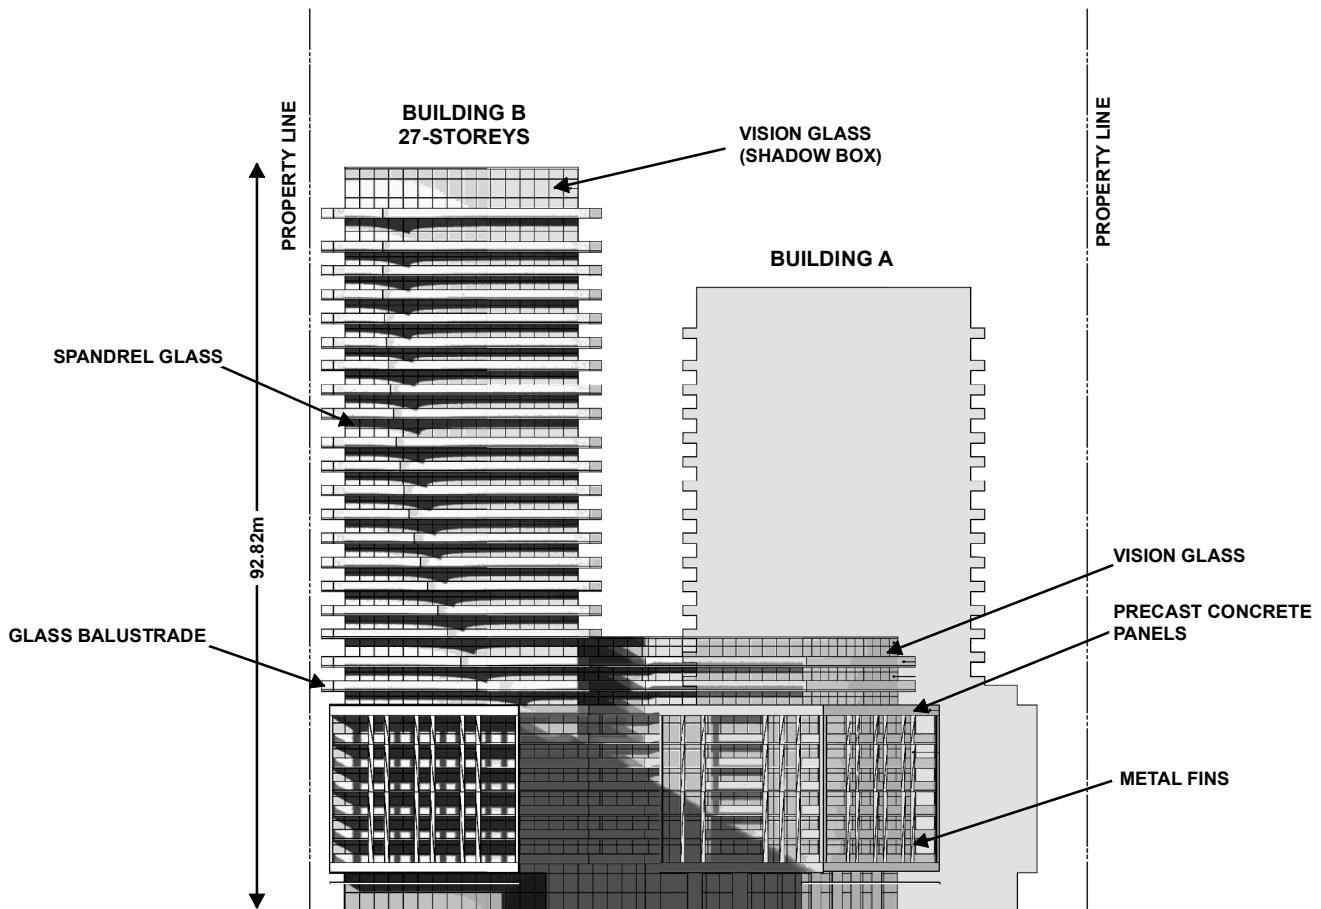 BUILDING B
27-STOREYS
VISION GLASS
(SHADOW BOX)
PROPERTY LINE
PROPERTY LINE
BUILDING A
SPANDREL GLASS
92.82m
VISION GLASS
PRECAST CONCRETE
PANELS
GLASS BALUSTRADE
METAL FINS